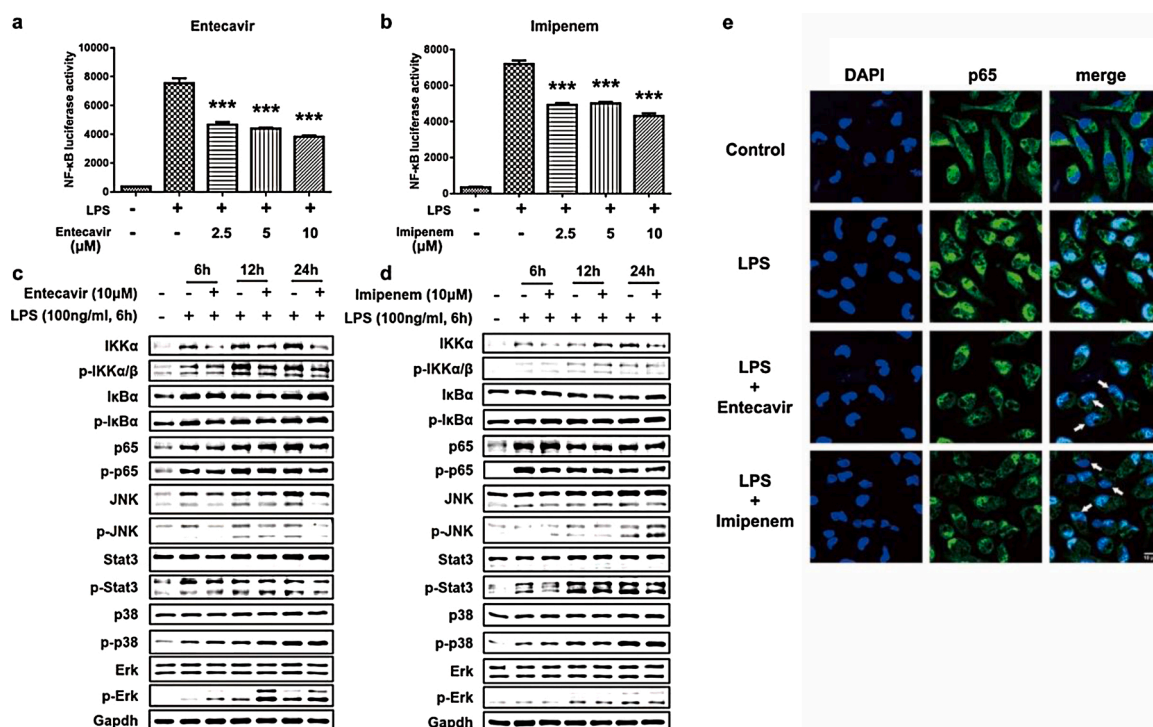 a
Entecavir
NF-κB luciferase activity
10000
8000
6000
4000
2000
0
*** *** ***
LPS - + + + +
Entecavir (μM) - - 2.5 5 10
b
Imipenem
NF-κB luciferase activity
8000
6000
4000
2000
0
*** *** ***
LPS - + + + +
Imipenem (μM) - - 2.5 5 10
c
6h 12h 24h
Entecavir (10μM) - - + - + - +
LPS (100ng/ml, 6h) - + + + + + +
IKKα
p-IKKα/β
IκBα
p-IκBα
p65
p-p65
JNK
p-JNK
Stat3
p-Stat3
p38
p-p38
Erk
p-Erk
Gapdh
d
6h 12h 24h
Imipenem (10μM) - - + - + - +
LPS (100ng/ml, 6h) - + + + + + +
IKKα
p-IKKα/β
IκBα
p-IκBα
p65
p-p65
JNK
p-JNK
Stat3
p-Stat3
p38
p-p38
Erk
p-Erk
Gapdh
e
DAPI p65 merge
Control
LPS
LPS
+
Entecavir
LPS
+
Imipenem